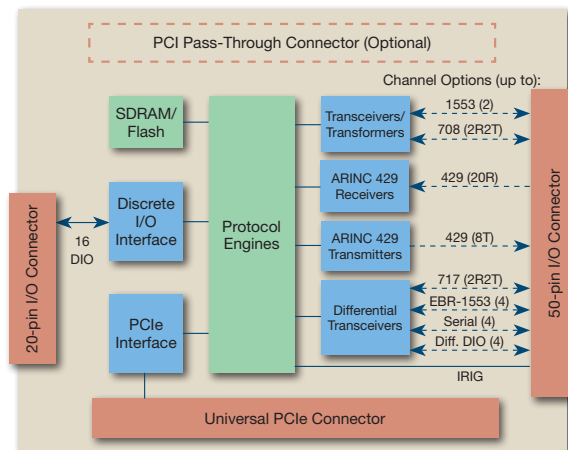 PCI Pass-Through Connector (Optional)
Channel Options (up to):
SDRAM/
Flash
Discrete
I/O
Interface
PCIe
Interface
Protocol
Engines
Transceivers/
Transformers
ARINC 429
Receivers
ARINC 429
Transmitters
Differential
Transceivers
1553 (2)
708 (2R2T)
429 (20R)
429 (8T)
717 (2R2T)
EBR-1553 (4)
Serial (4)
Diff. DIO (4)
IRIG
16
DIO
20-pin I/O Connector
50-pin I/O Connector
Universal PCIe Connector